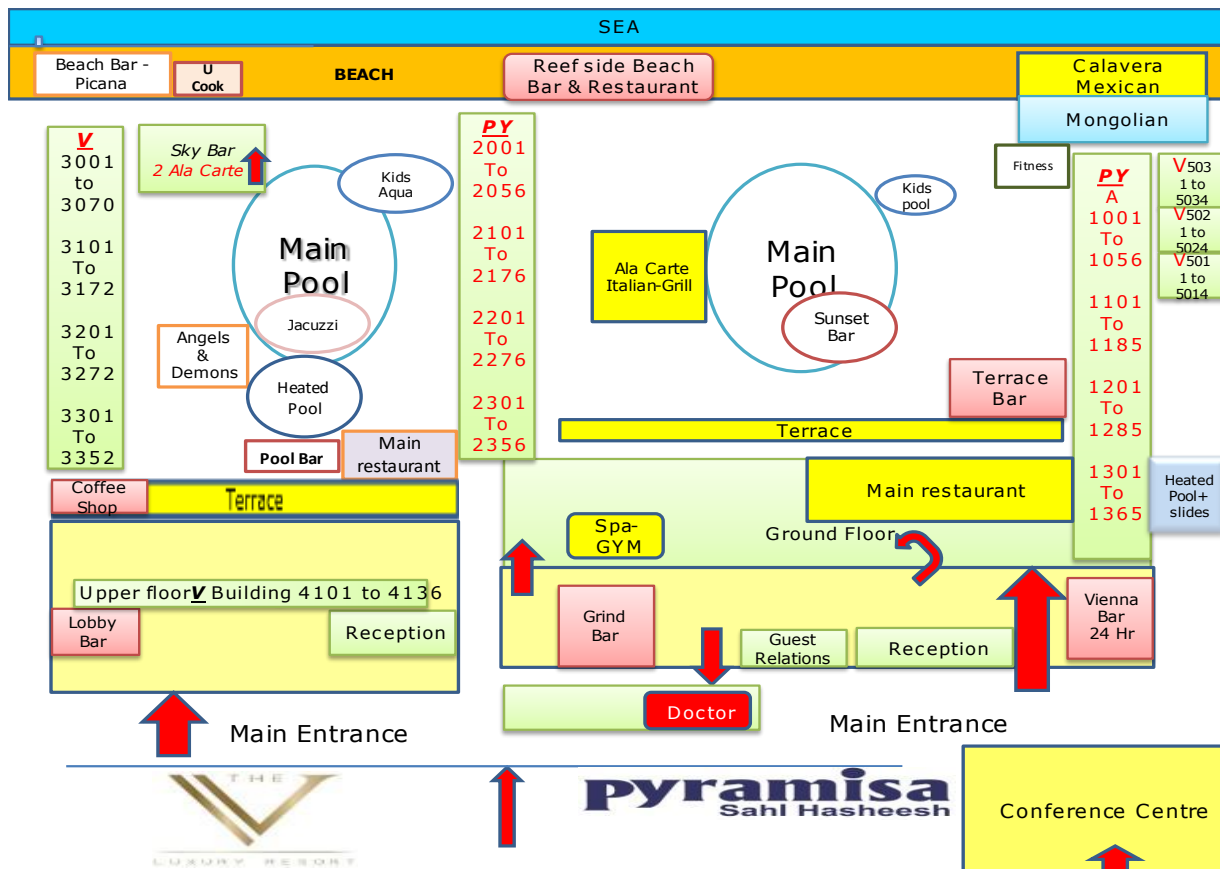 SEA
Beach Bar -
Picana
U
Cook
BEACH
Reef side Beach
Bar & Restaurant
Calavera
Mexican
Mongolian
V
3001
to
3070
3101
To
3172
3201
To
3272
3301
To
3352
Sky Bar
2 Ala Carte
Kids
Aqua
Main
Pool
Jacuzzi
Angels
&
Demons
Heated
Pool
Pool Bar
Main
restaurant
PY
2001
To
2056
2101
To
2176
2201
To
2276
2301
To
2356
Ala Carte
Italian-Grill
Main
Pool
Kids
pool
Sunset
Bar
Fitness
Terrace
Bar
Terrace
PY
A
1001
To
1056
1101
To
1185
1201
To
1285
1301
To
1365
V503
1 to
5034
V502
1 to
5024
V501
1 to
5014
Heated
Pool+
slides
Coffee
Shop
Terrace
Main restaurant
Spa-
GYM
Ground Floor
Upper floor V Building 4101 to 4136
Lobby
Bar
Reception
Grind
Bar
Guest
Relations
Reception
Vienna
Bar
24 Hr
Doctor
Main Entrance
Main Entrance
THE
V
LUXURY RESORT
pyramisa
Sahl Hasheesh
Conference Centre